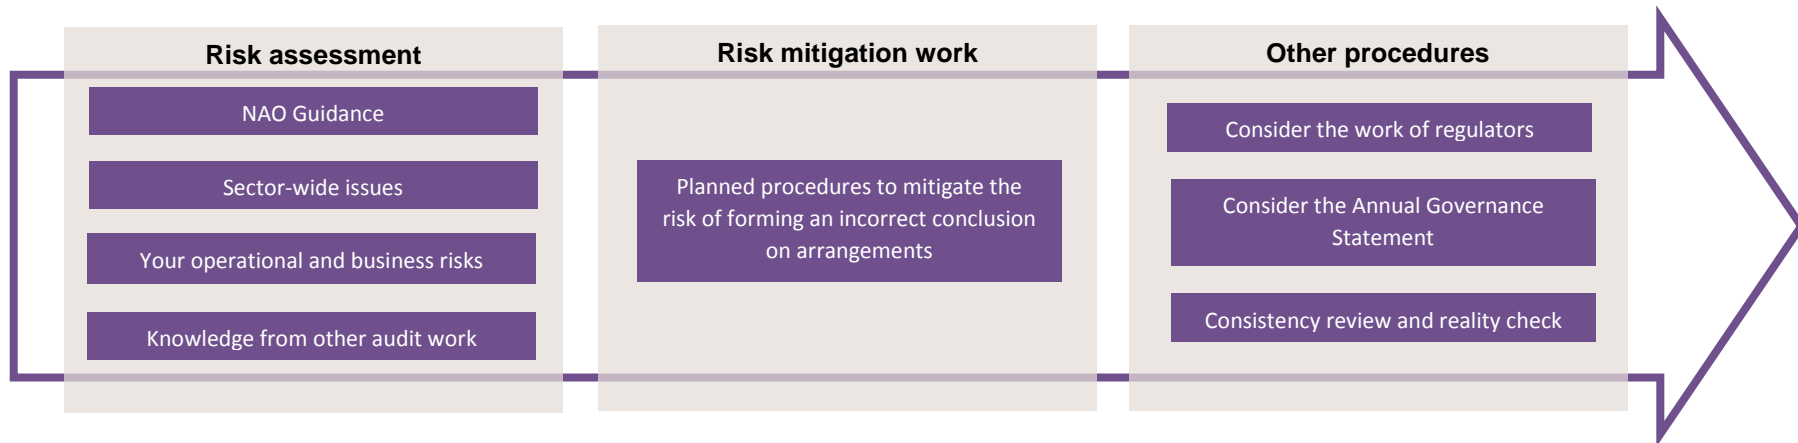 Risk assessment
NAO Guidance
Sector-wide issues
Your operational and business risks
Knowledge from other audit work
Risk mitigation work
Planned procedures to mitigate the
risk of forming an incorrect conclusion
on arrangements
Other procedures
Consider the work of regulators
Consider the Annual Governance
Statement
Consistency review and reality check